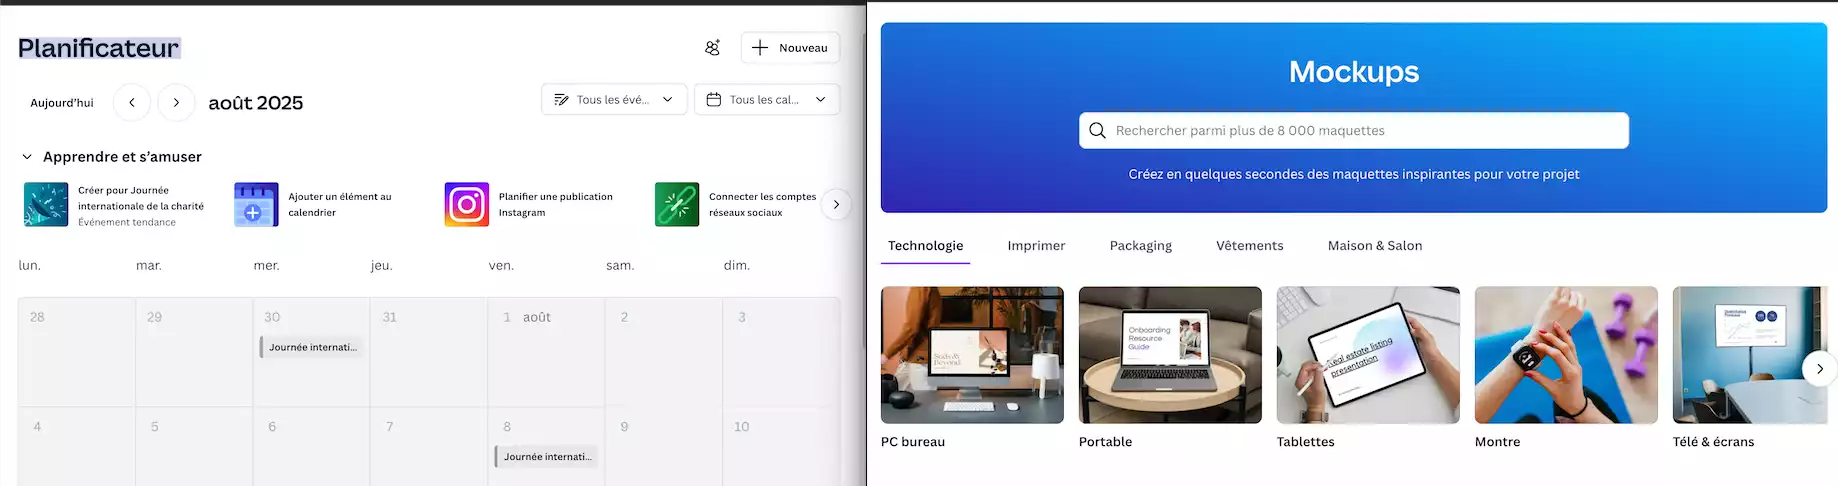 Planificateur
Nouveau
Aujourd'hui
août 2025
Tous les évé...
Tous les cal...
Apprendre et s'amuser
Créer pour Journée
internationale de la charité
Événement tendance
Ajouter un élément au
calendrier
Planifier une publication
Instagram
Connecter les comptes
réseaux sociaux
lun. mar. mer. jeu. ven. sam. dim.
28 29 30 31 1 août 2 3
Journée internati...
4 5 6 7 8 9 10
Journée internati...
Mockups
Rechercher parmi plus de 8 000 maquettes
Créez en quelques secondes des maquettes inspirantes pour votre projet
Technologie Imprimer Packaging Vêtements Maison & Salon
Onboarding
Resource
Guide
Real estate listing
presentation
PC bureau Portable Tablettes Montre Télé & écrans